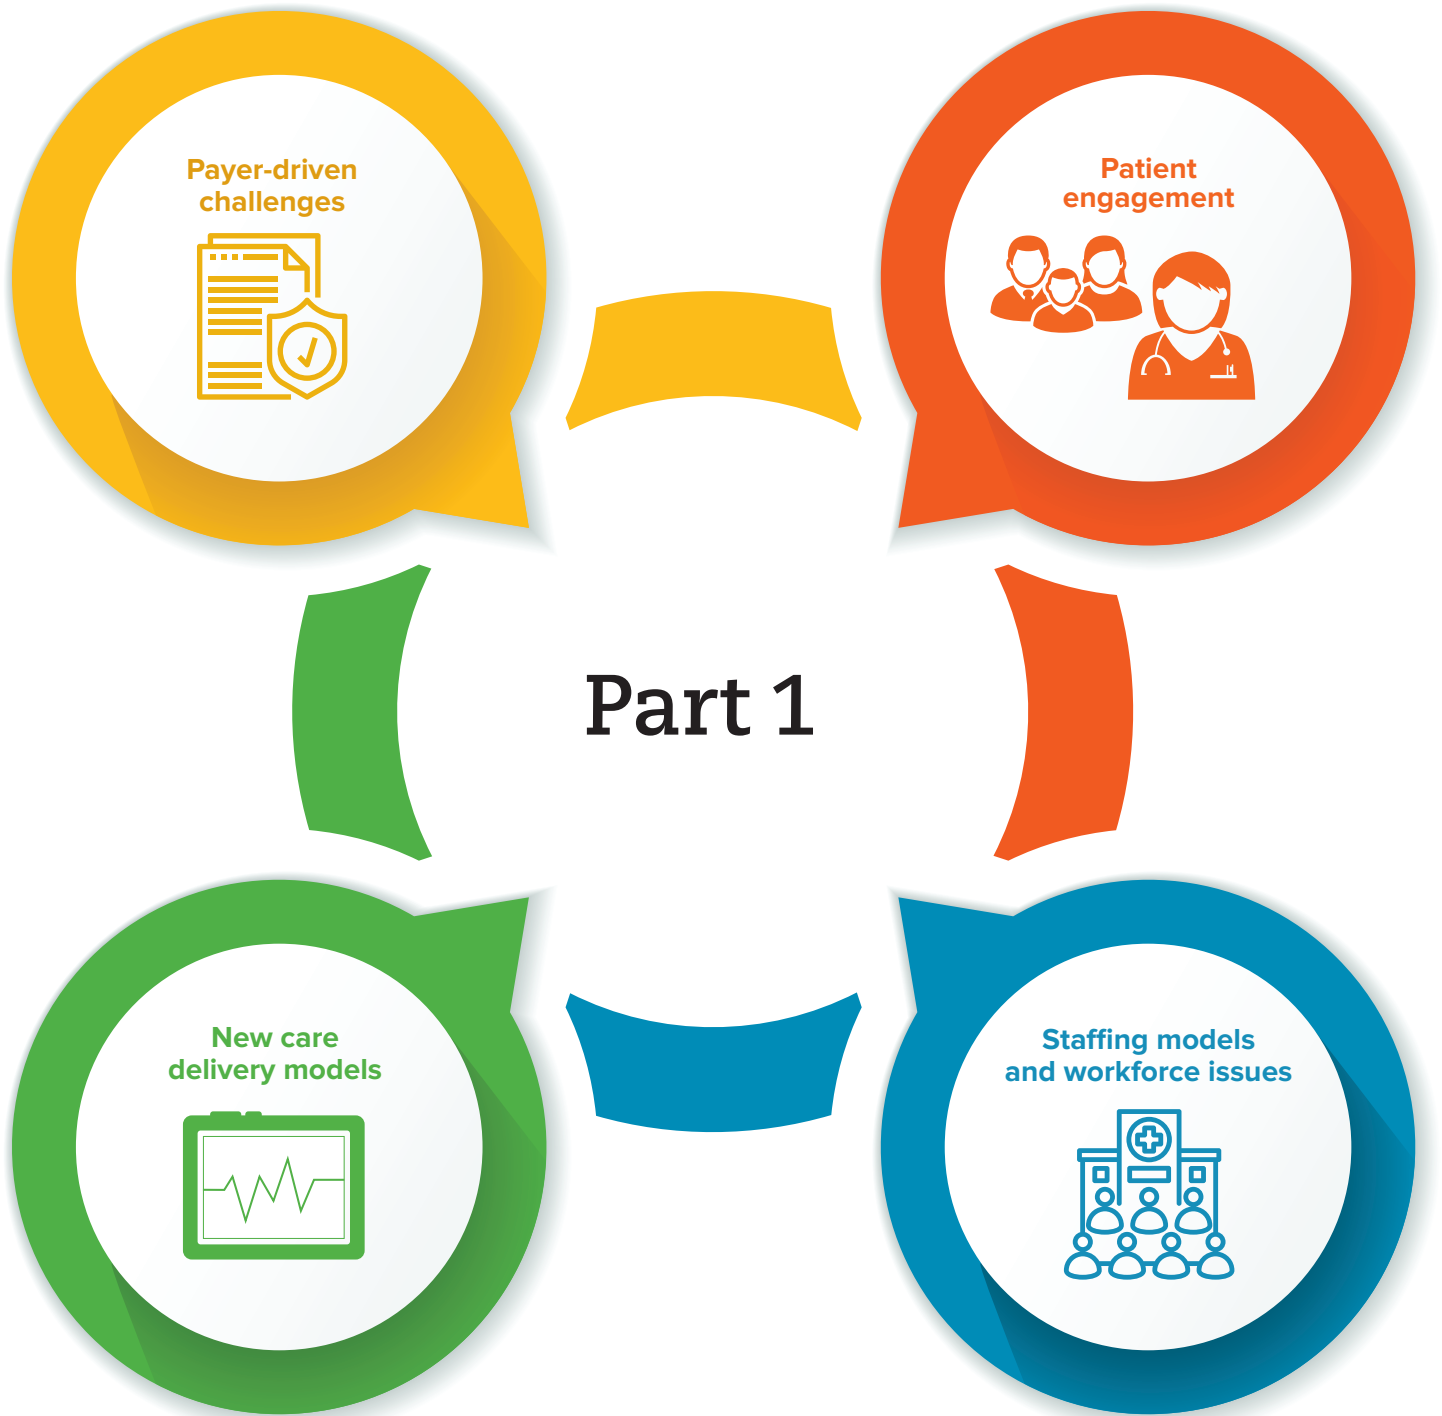 Payer-driven
challenges
Patient
engagement
Part 1
New care
delivery models
Staffing models
and workforce issues